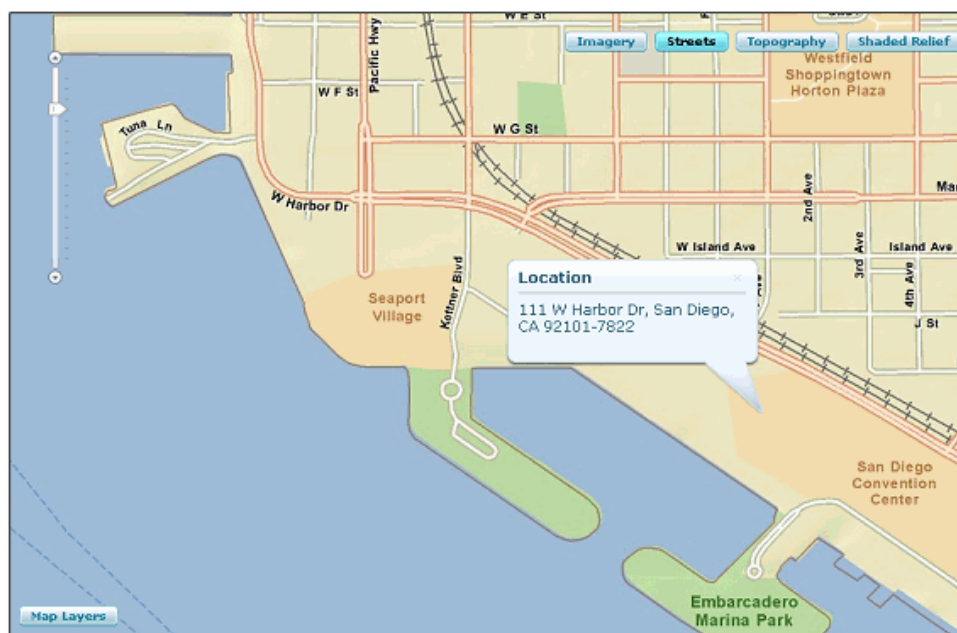 W E St
Imagery
Streets
Topography
Shaded Relief
Pacific Hwy
Westfield
Shoppingtown
Horton Plaza
W F St
Tuna Ln
W G St
W Harbor Dr
2nd Ave
Mar
W Island Ave
Island Ave
3rd Ave
4th Ave
Location
111 W Harbor Dr, San Diego,
CA 92101-7822
Kettner Blvd
Seaport
Village
J St
San Diego
Convention
Center
Embarcadero
Marina Park
Map Layers